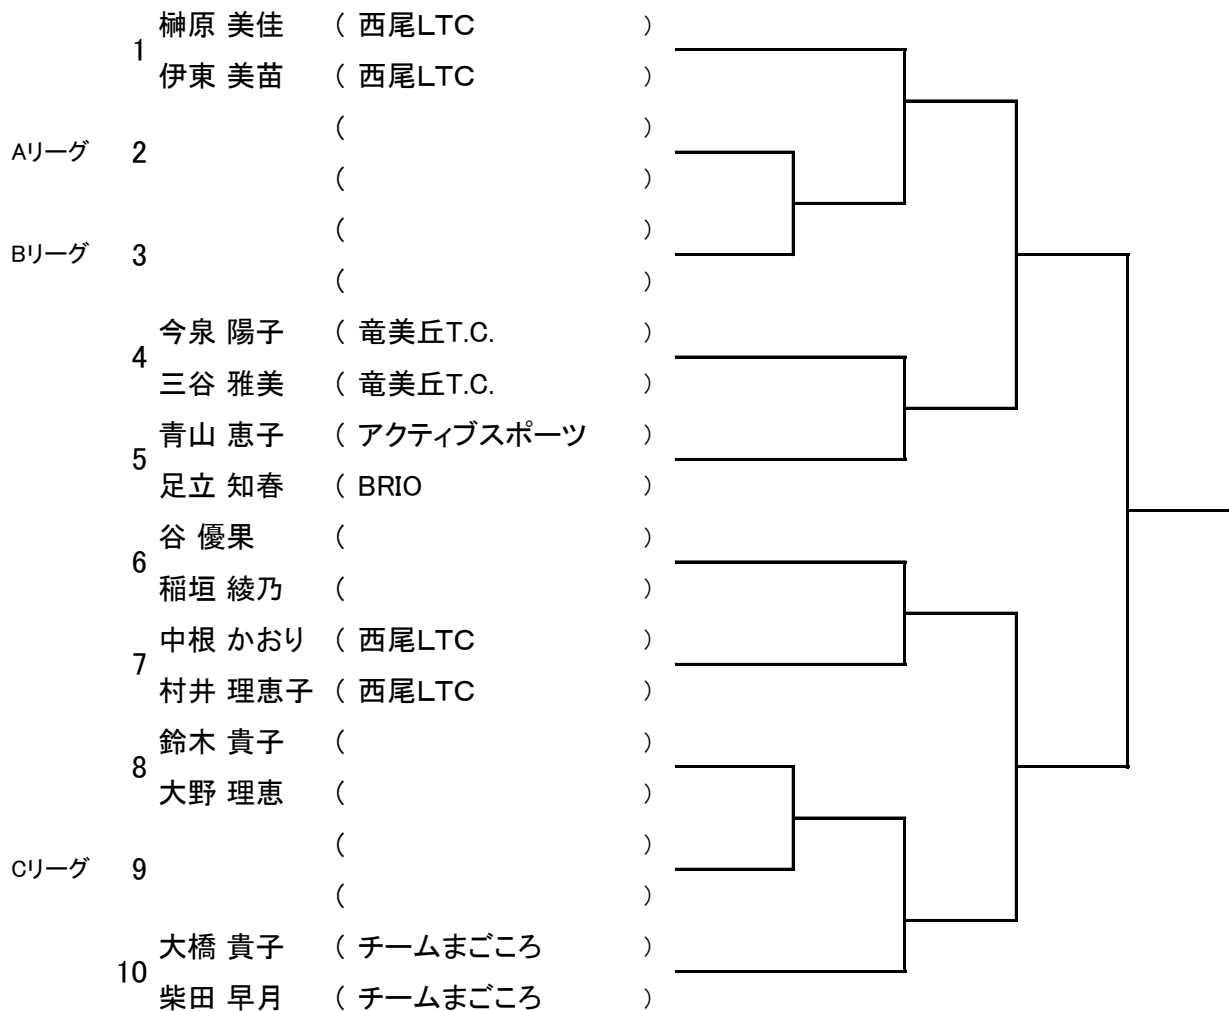 榊原 美佳 ( 西尾LTC )
1
伊東 美苗 ( 西尾LTC )
( )
Aリーグ 2
( )
( )
Bリーグ 3
( )
今泉 陽子 ( 竜美丘T.C. )
4
三谷 雅美 ( 竜美丘T.C. )
青山 恵子 ( アクティブスポーツ )
5
足立 知春 ( BRIO )
谷 優果 ( )
6
稲垣 綾乃 ( )
中根 かおり ( 西尾LTC )
7
村井 理恵子 ( 西尾LTC )
鈴木 貴子 ( )
8
大野 理恵 ( )
( )
Cリーグ 9
( )
大橋 貴子 ( チームまごころ )
10
柴田 早月 ( チームまごころ )